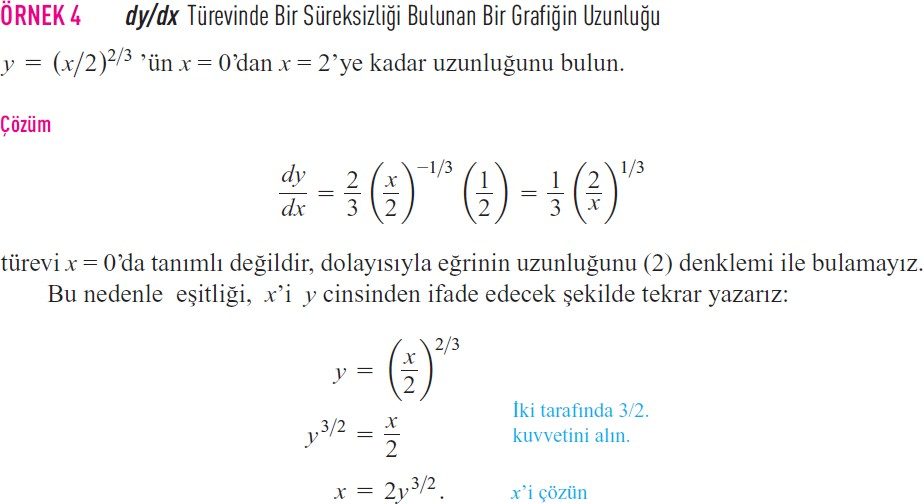 ÖRNEK 4 dy/dx Türevinde Bir Süreksizliği Bulunan Bir Grafiğin Uzunluğu
y = (x/2)^{2/3} ’ün x = 0’dan x = 2’ye kadar uzunluğunu bulun.
Çözüm
dy/dx = 2/3 (x/2)^{-1/3} (1/2) = 1/3 (2/x)^{1/3}
türevi x = 0’da tanımlı değildir, dolayısıyla eğrinin uzunluğunu (2) denklemi ile bulamayız.
Bu nedenle eşitliği, x’i y cinsinden ifade edecek şekilde tekrar yazarız:
y = (x/2)^{2/3}
y^{3/2} = x/2 İki tarafında 3/2.
kuvvetini alın.
x = 2y^{3/2}. x’i çözün